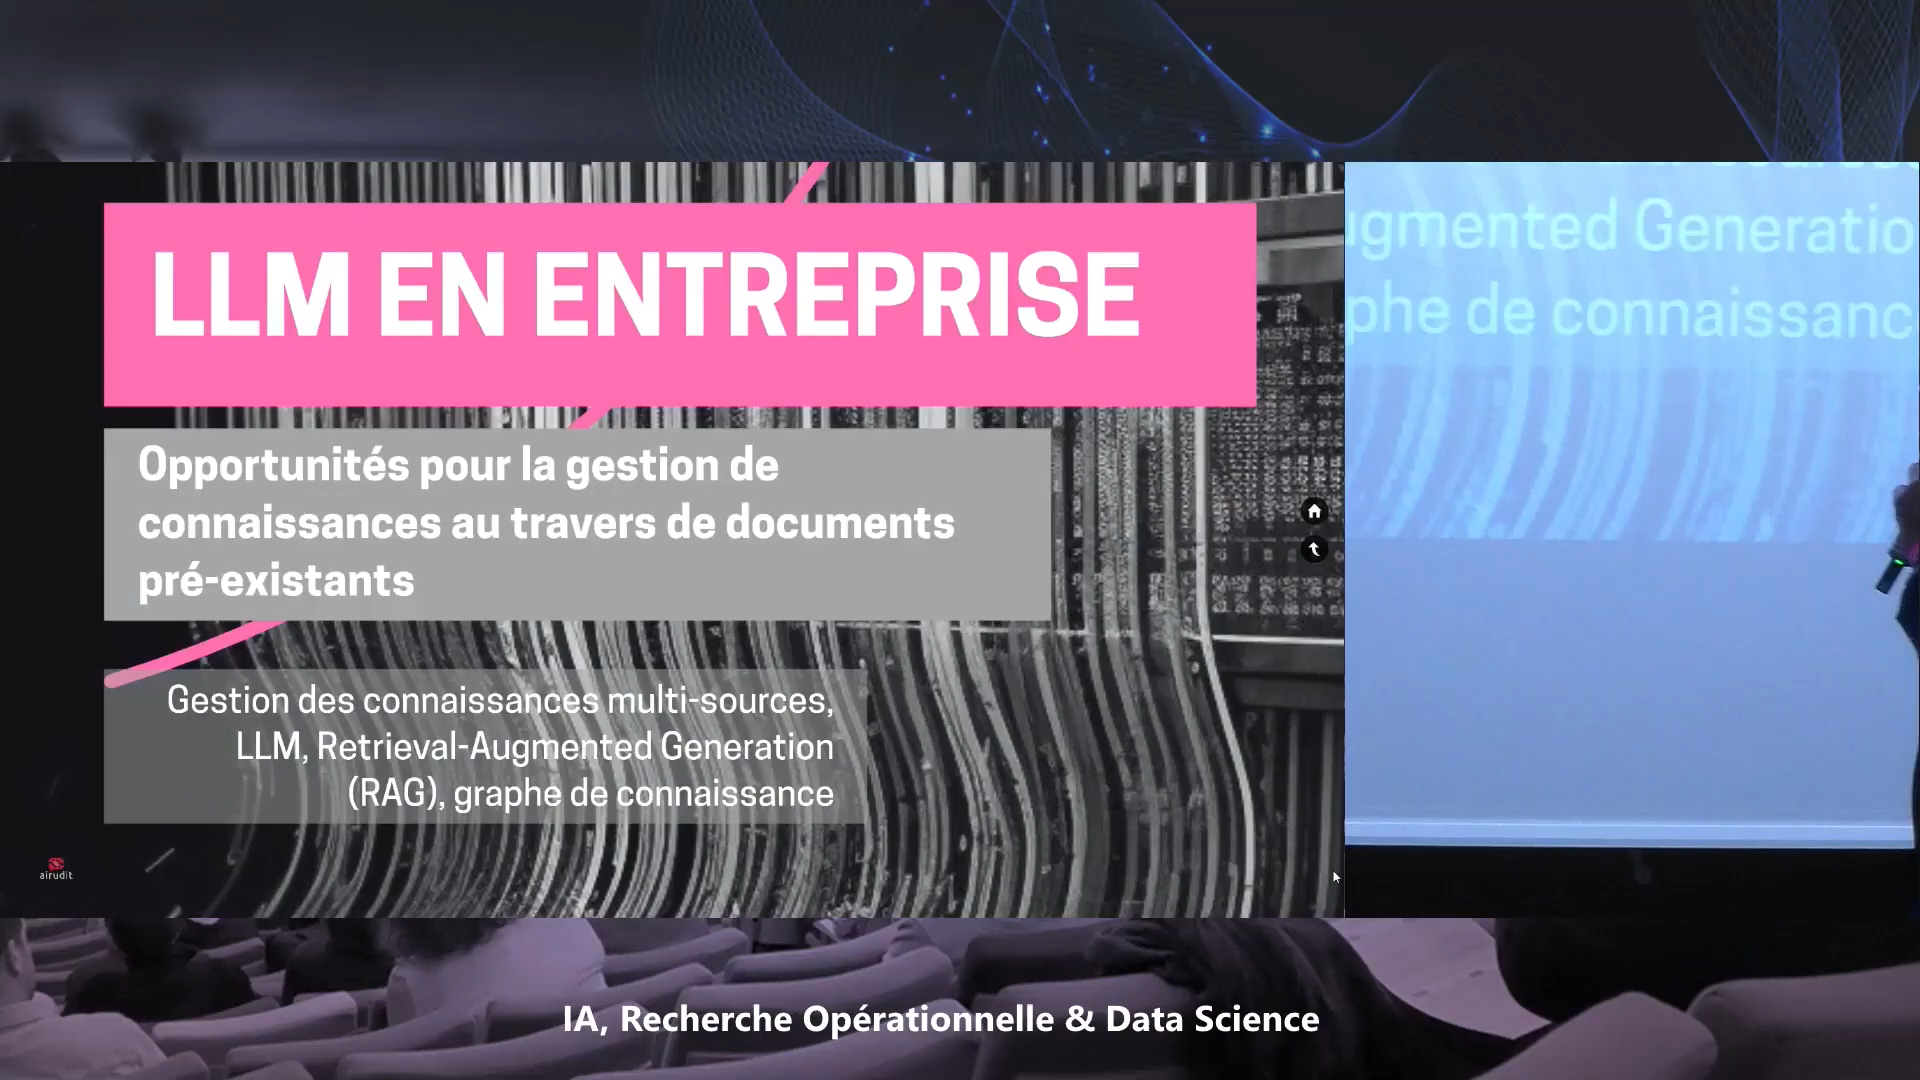 LLM EN ENTREPRISE
Opportunités pour la gestion de
connaissances au travers de documents
pré-existants
Gestion des connaissances multi-sources,
LLM, Retrieval-Augmented Generation
(RAG), graphe de connaissance
airudit
ugmented Generatio
phe de connaissanc
IA, Recherche Opérationnelle & Data Science